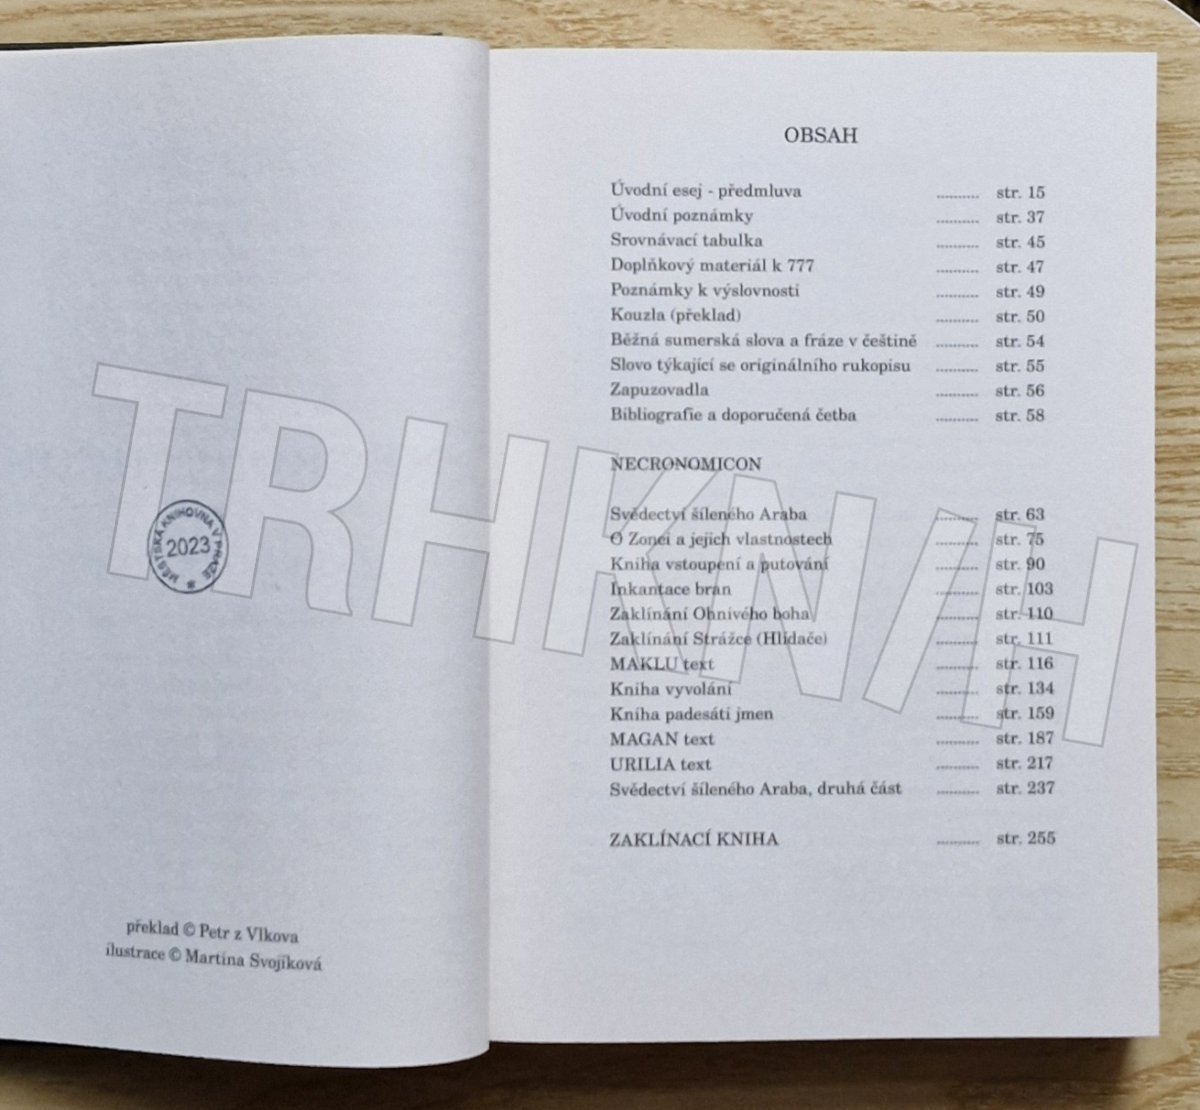 MĚSTSKÁ KNIHOVNA V PRAZE
2023
překlad © Petr z Vlkova
ilustrace © Martina Svojíková
OBSAH
Úvodní esej - předmluva .......... str. 15
Úvodní poznámky .......... str. 37
Srovnávací tabulka .......... str. 45
Doplňkový materiál k 777 .......... str. 47
Poznámky k výslovnosti .......... str. 49
Kouzla (překlad) .......... str. 50
Běžná sumerská slova a fráze v češtině .......... str. 54
Slovo týkající se originálního rukopisu .......... str. 55
Zapuzovadla .......... str. 56
Bibliografie a doporučená četba .......... str. 58
NECRONOMICON
Svědectví šíleného Araba .......... str. 63
O Zonei a jejich vlastnostech .......... str. 75
Kniha vstoupení a putování .......... str. 90
Inkantace bran .......... str. 103
Zaklínání Ohnivého boha .......... str. 110
Zaklínání Strážce (Hlídače) .......... str. 111
MAKLU text .......... str. 116
Kniha vyvolání .......... str. 134
Kniha padesáti jmen .......... str. 159
MAGAN text .......... str. 187
URILIA text .......... str. 217
Svědectví šíleného Araba, druhá část .......... str. 237
ZAKLÍNACÍ KNIHA .......... str. 255
TRHKNIH